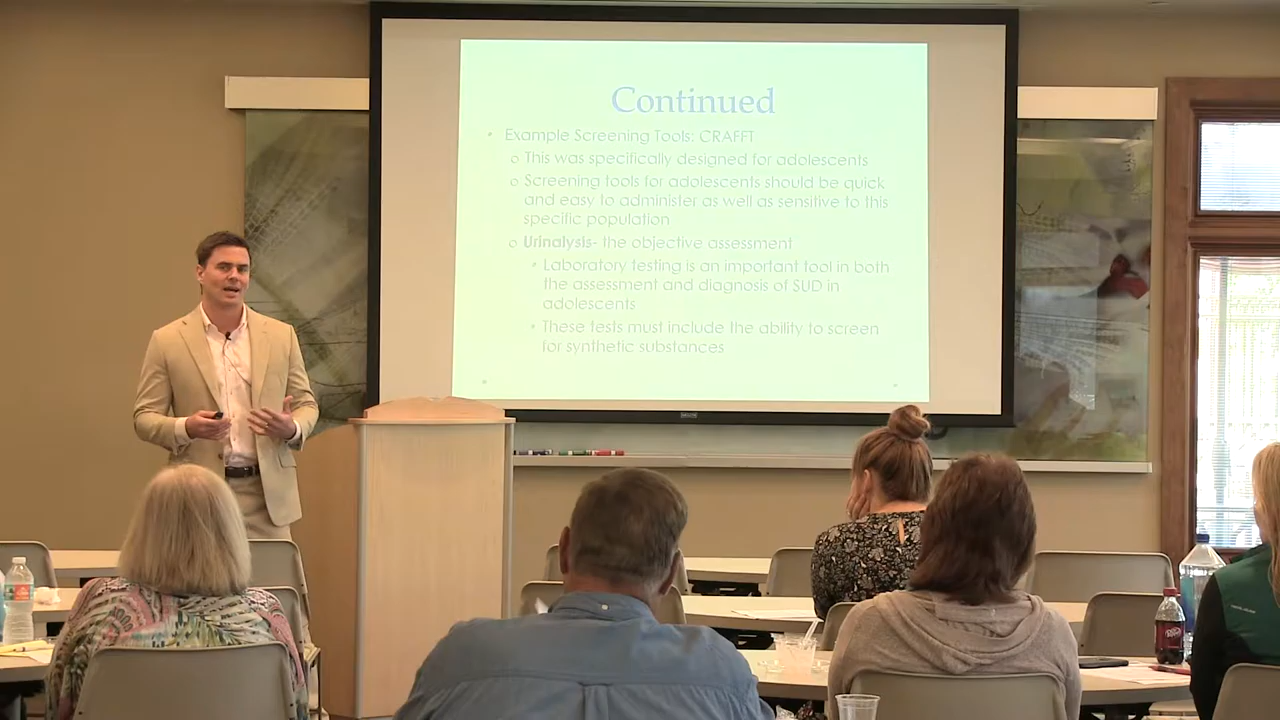 Continued
• Example Screening Tools: CRAFFT
o This was specifically designed for adolescents
o Screening tools for adolescents should be quick
easy to administer as well as sensitive to this
specific population
o Urinalysis- the objective assessment
• Laboratory testing is an important tool in both
the assessment and diagnosis of SUD in
adolescents
• These tests must include the ability to screen
for synthetic substances